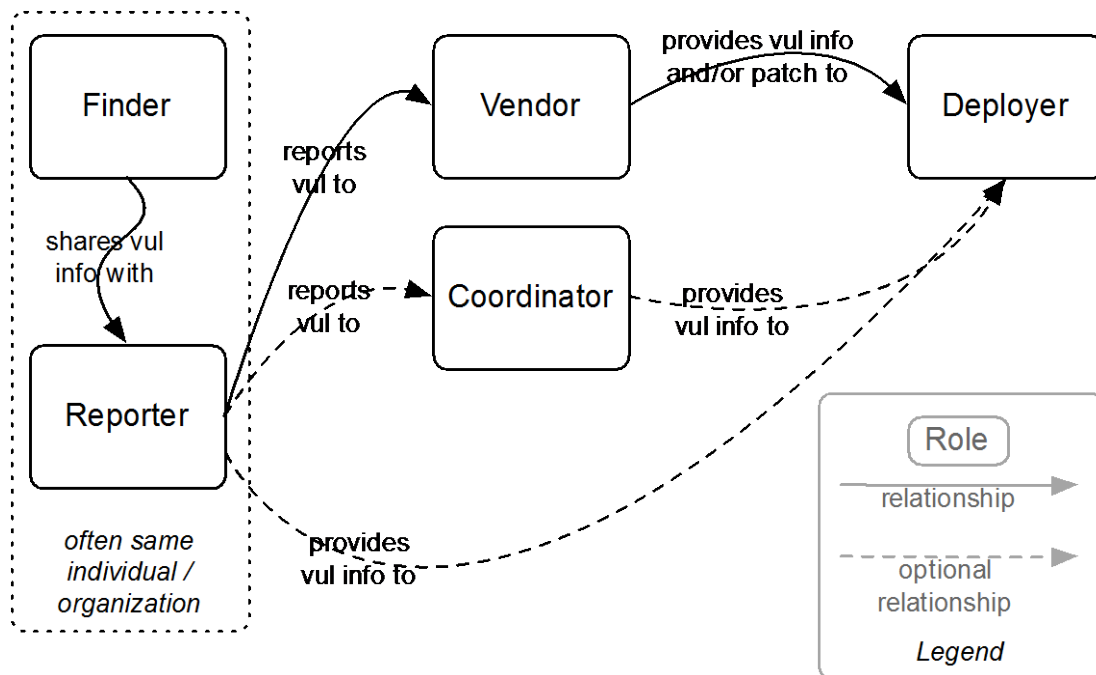 Finder
shares vul
info with
Reporter
often same
individual /
organization
reports
vul to
Vendor
provides vul info
and/or patch to
Deployer
reports
vul to
Coordinator
provides
vul info to
provides
vul info to
Role
relationship
optional
relationship
Legend